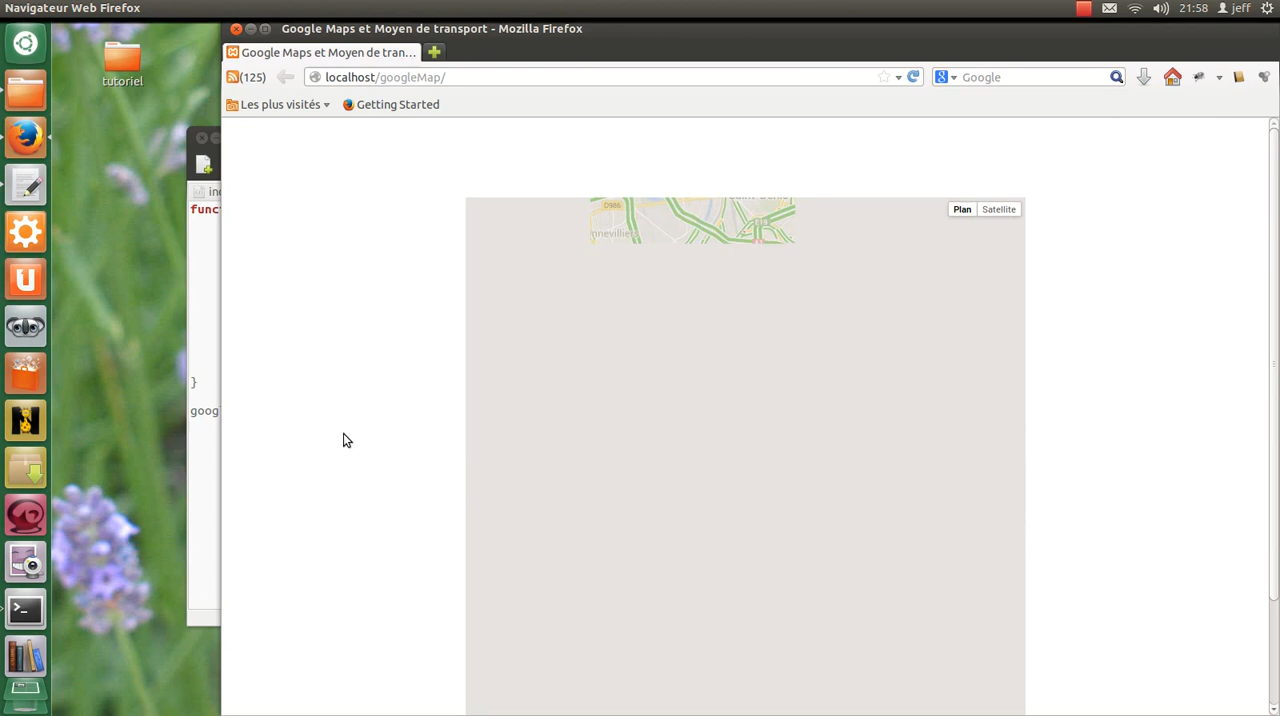 Navigateur Web Firefox
21:58 jeff
Google Maps et Moyen de transport - Mozilla Firefox
tutoriel
Google Maps et Moyen de tran...
(125)
localhost/googleMap/
Google
Les plus visités
Getting Started
Plan
Satellite
D986
nnevilliers
func
}
goog